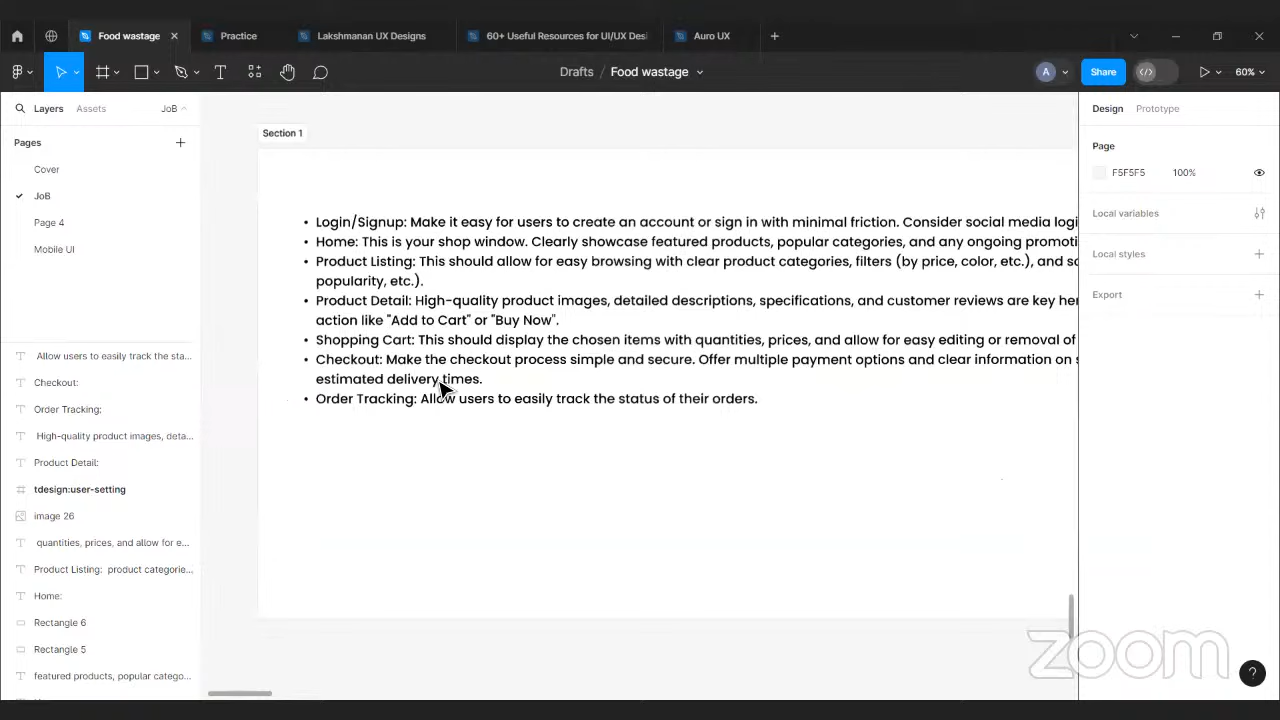 Food wastage
Practice
Lakshmanan UX Designs
60+ Useful Resources for UI/UX Desi
Auro UX
Drafts / Food wastage
A
Share
60%
Layers
Assets
JoB
Pages
Cover
JoB
Page 4
Mobile UI
Allow users to easily track the sta...
Checkout:
Order Tracking:
High-quality product images, deta...
Product Detail:
tdesign:user-setting
image 26
quantities, prices, and allow for e...
Product Listing: product categorie...
Home:
Rectangle 6
Rectangle 5
featured products, popular catego...
Section 1
• Login/Signup: Make it easy for users to create an account or sign in with minimal friction. Consider social media logi
• Home: This is your shop window. Clearly showcase featured products, popular categories, and any ongoing promoti
• Product Listing: This should allow for easy browsing with clear product categories, filters (by price, color, etc.), and so
popularity, etc.).
• Product Detail: High-quality product images, detailed descriptions, specifications, and customer reviews are key her
action like "Add to Cart" or "Buy Now".
• Shopping Cart: This should display the chosen items with quantities, prices, and allow for easy editing or removal of
• Checkout: Make the checkout process simple and secure. Offer multiple payment options and clear information on s
estimated delivery times.
• Order Tracking: Allow users to easily track the status of their orders.
Design
Prototype
Page
F5F5F5
100%
Local variables
Local styles
Export
zoom
?